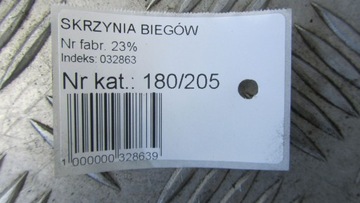 SKRZYNIA BIEGÓW
Nr fabr. 23%
Indeks: 032863
Nr kat.: 180/205
1 000000 328639